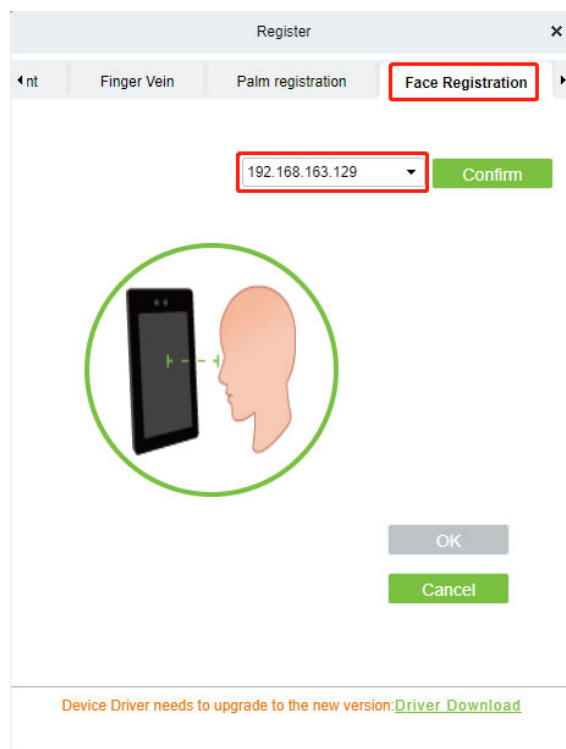 Register
nt Finger Vein Palm registration Face Registration
192.168.163.129 Confirm
OK
Cancel
Device Driver needs to upgrade to the new version:Driver Download